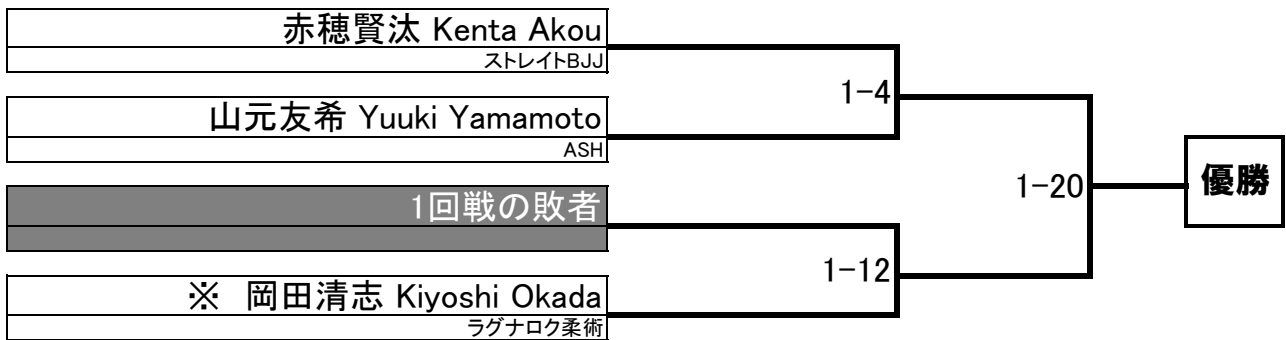 赤穂賢汰 Kenta Akou
ストレイトBJJ
1-4
山元友希 Yuuki Yamamoto
ASH
1-20
優勝
1回戦の敗者
1-12
※ 岡田清志 Kiyoshi Okada
ラグナロク柔術